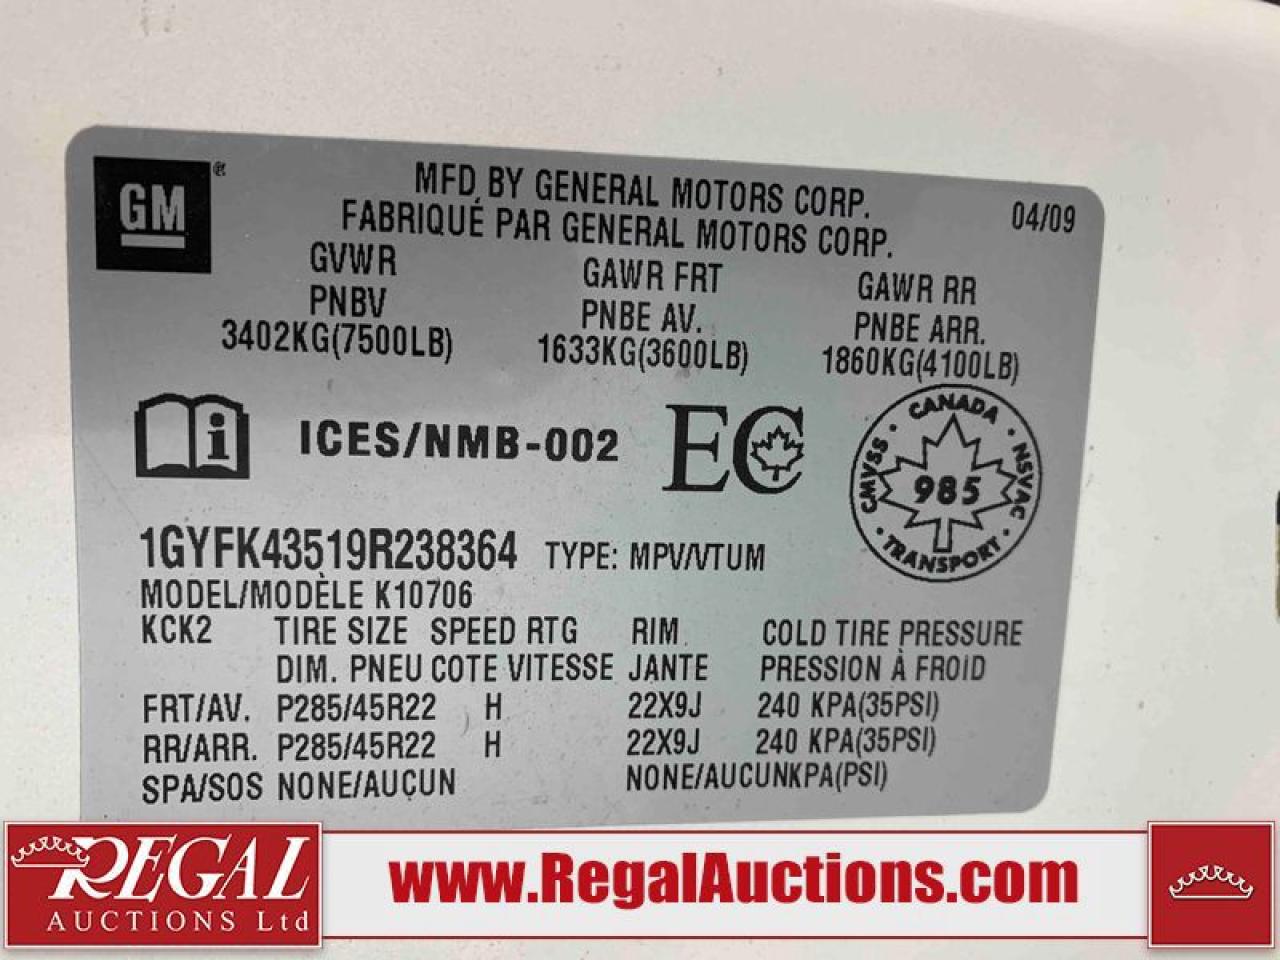 GM
®
MFD BY GENERAL MOTORS CORP.
04/09
FABRIQUÉ PAR GENERAL MOTORS CORP.
GVWR GAWR FRT GAWR RR
PNBV PNBE AV. PNBE ARR.
3402KG(7500LB) 1633KG(3600LB) 1860KG(4100LB)
i
ICES/NMB-002
EC
CANADA
CMVSS · NSVAC
985
TRANSPORT
1GYFK43519R238364 TYPE: MPV/VTUM
MODEL/MODÈLE K10706
KCK2 TIRE SIZE SPEED RTG RIM COLD TIRE PRESSURE
DIM. PNEU COTE VITESSE JANTE PRESSION À FROID
FRT/AV. P285/45R22 H 22X9J 240 KPA(35PSI)
RR/ARR. P285/45R22 H 22X9J 240 KPA(35PSI)
SPA/SOS NONE/AUCUN NONE/AUCUNKPA(PSI)
REGAL
AUCTIONS Ltd
www.RegalAuctions.com